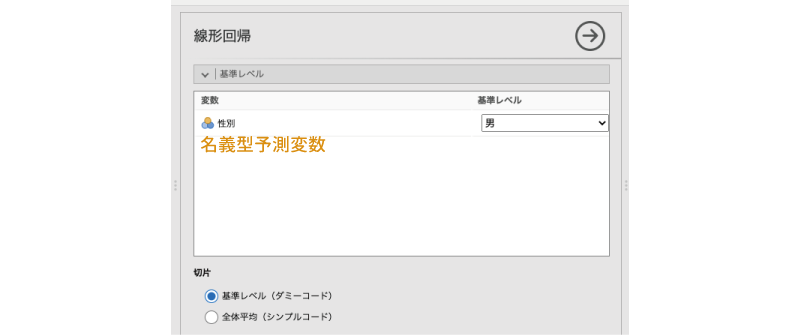 線形回帰
基準レベル
変数 基準レベル
性別 男
名義型予測変数
切片
基準レベル（ダミーコード）
全体平均（シンプルコード）